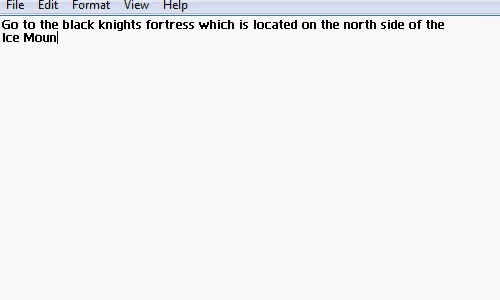 File Edit Format View Help
Go to the black knights fortress which is located on the north side of the
Ice Moun